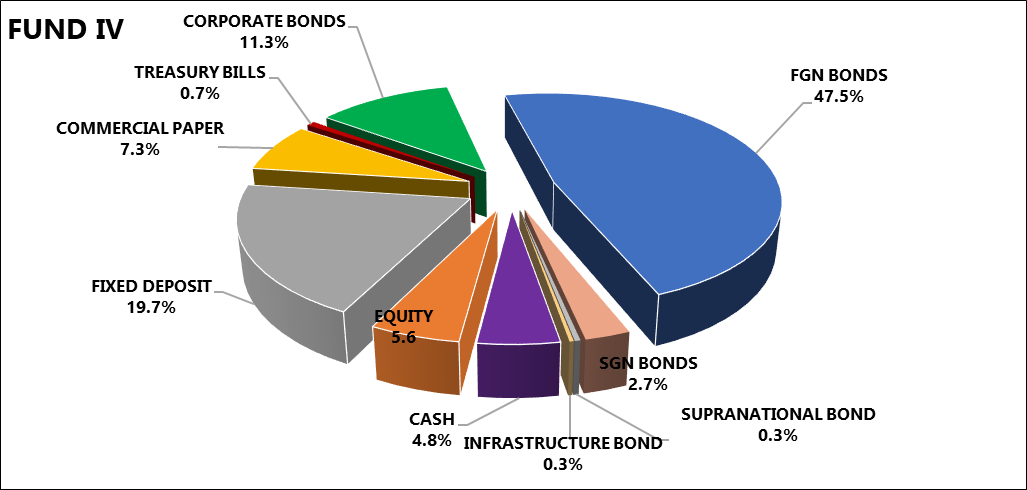 FUND IV
CORPORATE BONDS
11.3%
TREASURY BILLS
0.7%
COMMERCIAL PAPER
7.3%
FGN BONDS
47.5%
FIXED DEPOSIT
19.7%
EQUITY
5.6
SGN BONDS
2.7%
CASH
4.8%
INFRASTRUCTURE BOND
0.3%
SUPRANATIONAL BOND
0.3%